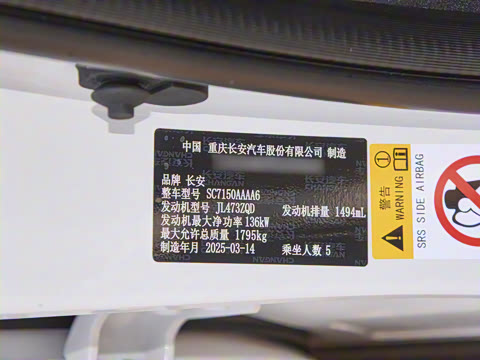 中国 重庆长安汽车股份有限公司 制造
品牌 长安
整车型号 SC7150AAAA6
发动机型号 JL473ZQD 发动机排量 1494mL
发动机最大净功率 136kW
最大允许总质量 1795kg
制造年月 2025-03-14 乘坐人数 5
警告
WARNING
SRS SIDE AIRBAG